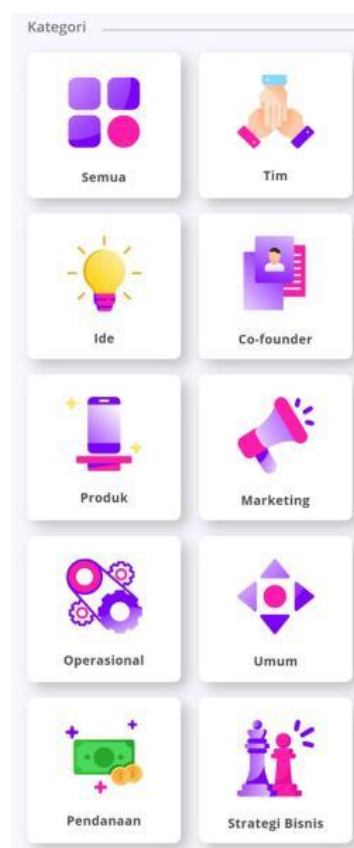 Kategori
Semua
Tim
Ide
Co-founder
Produk
Marketing
Operasional
Umum
Pendanaan
Strategi Bisnis